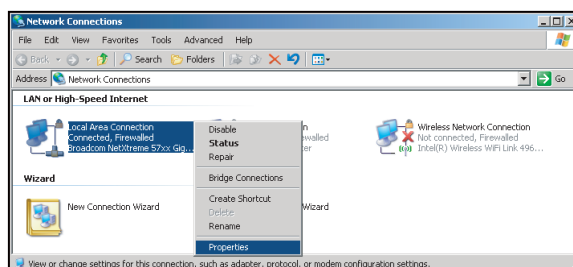 Network Connections
File Edit View Favorites Tools Advanced Help
Back Search Folders
Address Network Connections Go
LAN or High-Speed Internet
Local Area Connection
Connected, Firewalled
Broadcom NetXtreme 57xx Gig...
Disable
Status
Repair
Bridge Connections
Create Shortcut
Delete
Rename
Properties
Wireless Network Connection
Not connected, Firewalled
Intel(R) Wireless WiFi Link 496...
Wizard
New Connection Wizard
Wizard
View or change settings for this connection, such as adapter, protocol, or modem configuration settings.